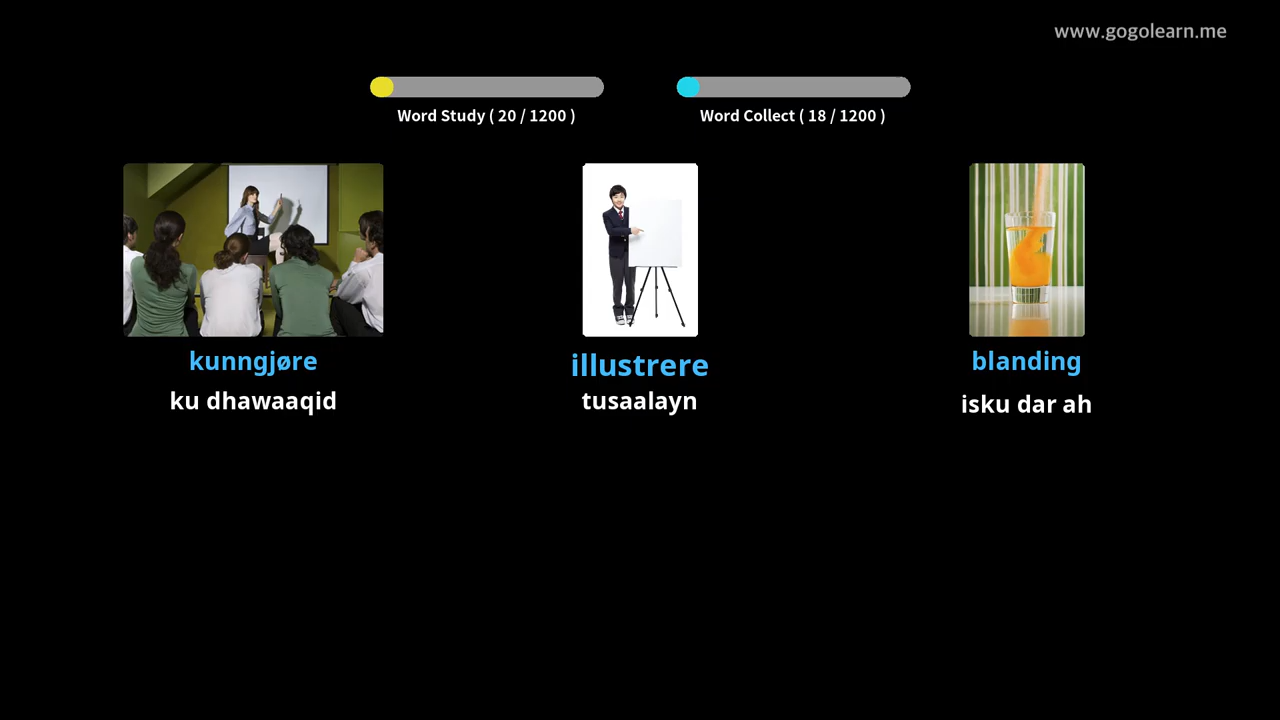 www.gogolearn.me
Word Study ( 20 / 1200 )
Word Collect ( 18 / 1200 )
kunngjøre
illustrere
blanding
ku dhawaaqid
tusaalayn
isku dar ah